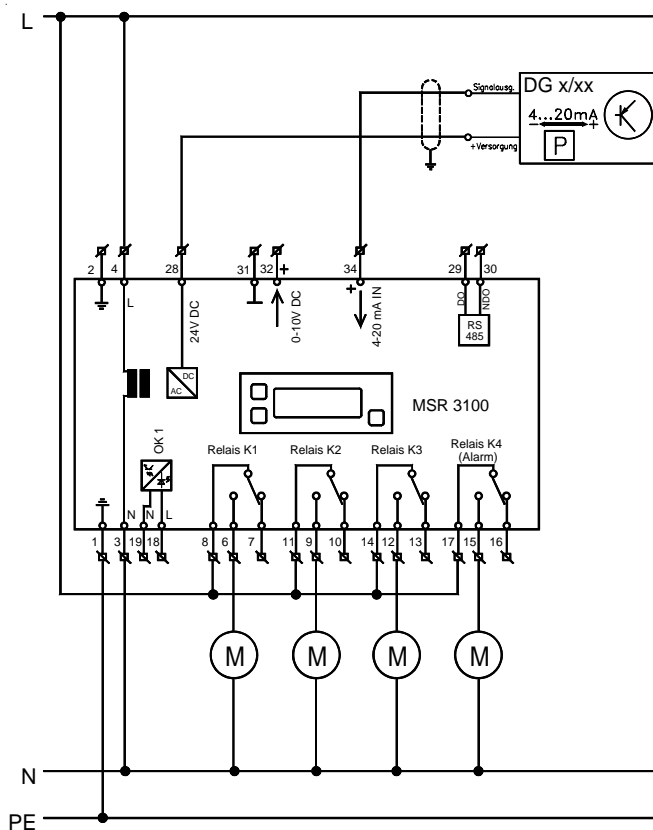 L
DG x/xx
Signalausg.
4...20mA
- +
P
+Versorgung
2 4 28 31 32 + 34 29 30
L
24V DC
0-10V DC
+
4-20 mA IN
DO
NDO
RS
485
DC
AC
MSR 3100
OK 1
Relais K1
Relais K2
Relais K3
Relais K4
(Alarm)
N N L
1 3 19 18 8 6 7 11 9 10 14 12 13 17 15 16
M M M M
N
PE